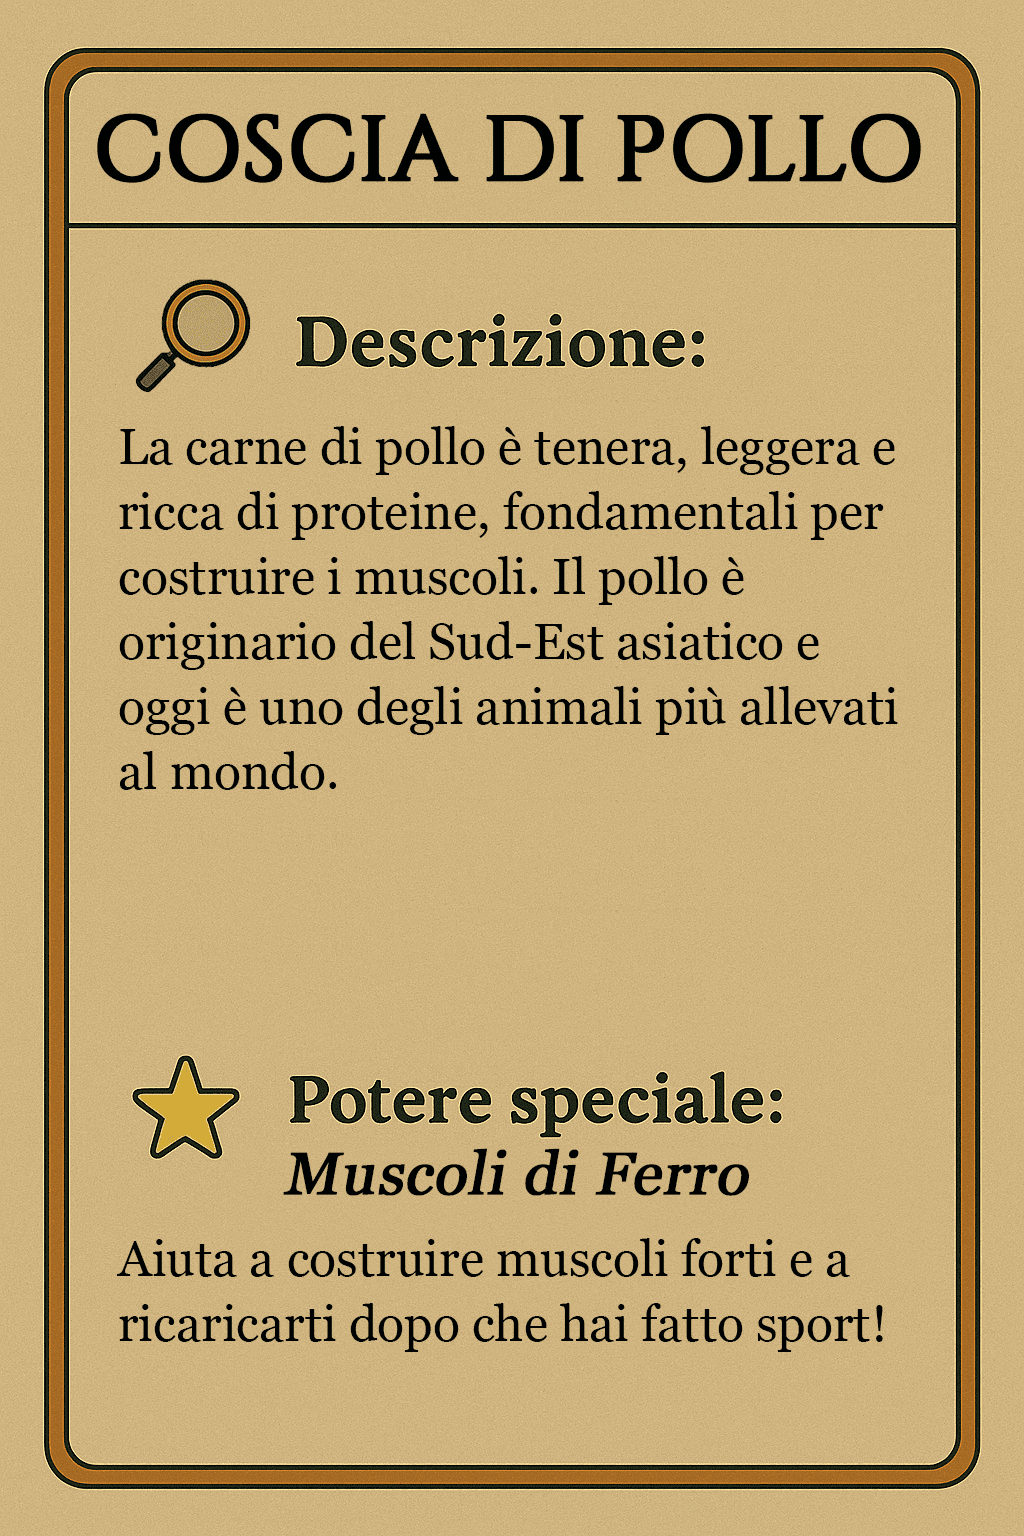 COSCIA DI POLLO
Descrizione:
La carne di pollo è tenera, leggera e
ricca di proteine, fondamentali per
costruire i muscoli. Il pollo è
originario del Sud-Est asiatico e
oggi è uno degli animali più allevati
al mondo.
Potere speciale:
Muscoli di Ferro
Aiuta a costruire muscoli forti e a
ricaricarti dopo che hai fatto sport!